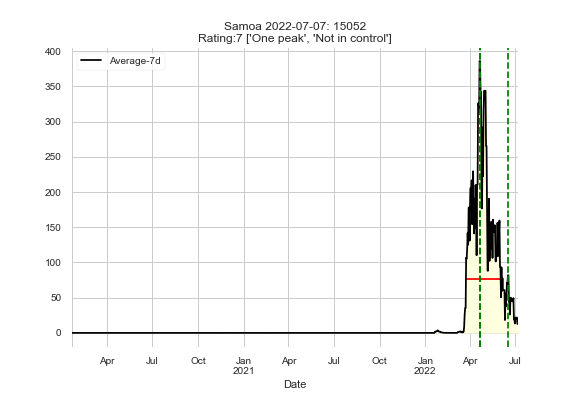 Samoa 2022-07-07: 15052
Rating:7 ['One peak', 'Not in control']
Average-7d
400
350
300
250
200
150
100
50
0
Apr Jul Oct Jan Apr Jul Oct Jan Apr Jul
2021 2022
Date